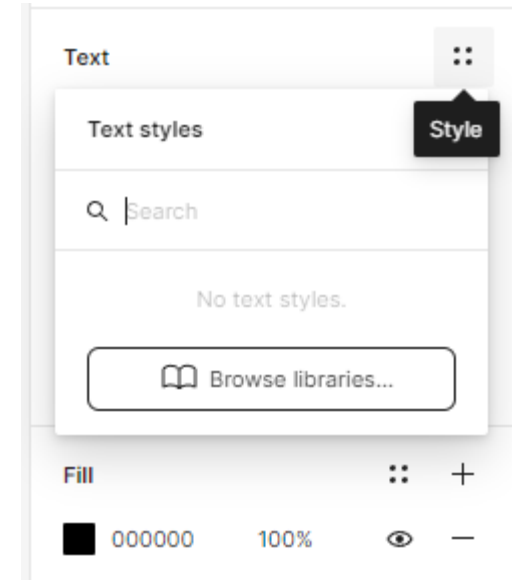 Text
Text styles
Style
Search
No text styles.
Browse libraries...
Fill
000000 100%